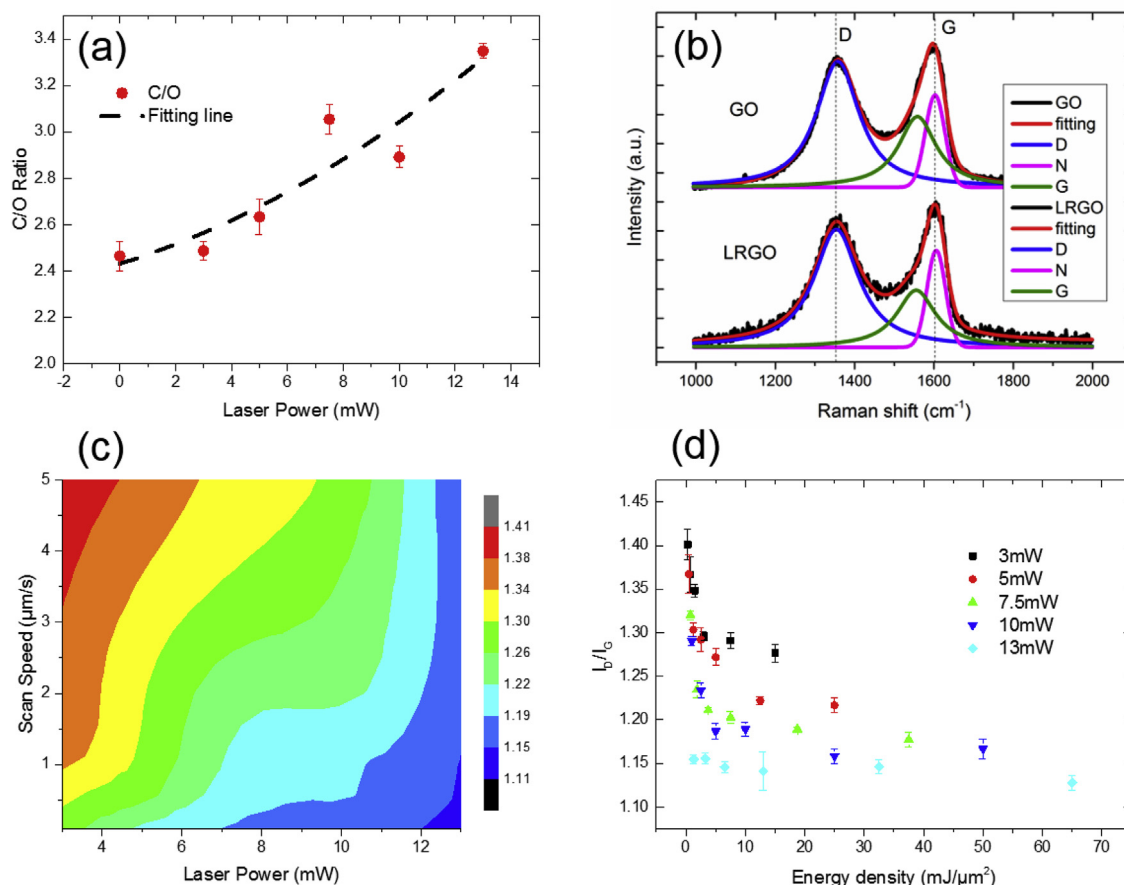 (a)
C/O
Fitting line
C/O Ratio
3.4
3.2
3.0
2.8
2.6
2.4
2.2
2.0
-2 0 2 4 6 8 10 12 14
Laser Power (mW)
(b)
D G
GO
LRGO
Intensity (a.u.)
GO
fitting
D
N
G
LRGO
fitting
D
N
G
1000 1200 1400 1600 1800 2000
Raman shift (cm⁻¹)
(c)
Scan Speed (µm/s)
5
4
3
2
1
4 6 8 10 12
Laser Power (mW)
1.41
1.38
1.34
1.30
1.26
1.22
1.19
1.15
1.11
(d)
I_D/I_G
1.45
1.40
1.35
1.30
1.25
1.20
1.15
1.10
3mW
5mW
7.5mW
10mW
13mW
0 10 20 30 40 50 60 70
Energy density (mJ/µm²)